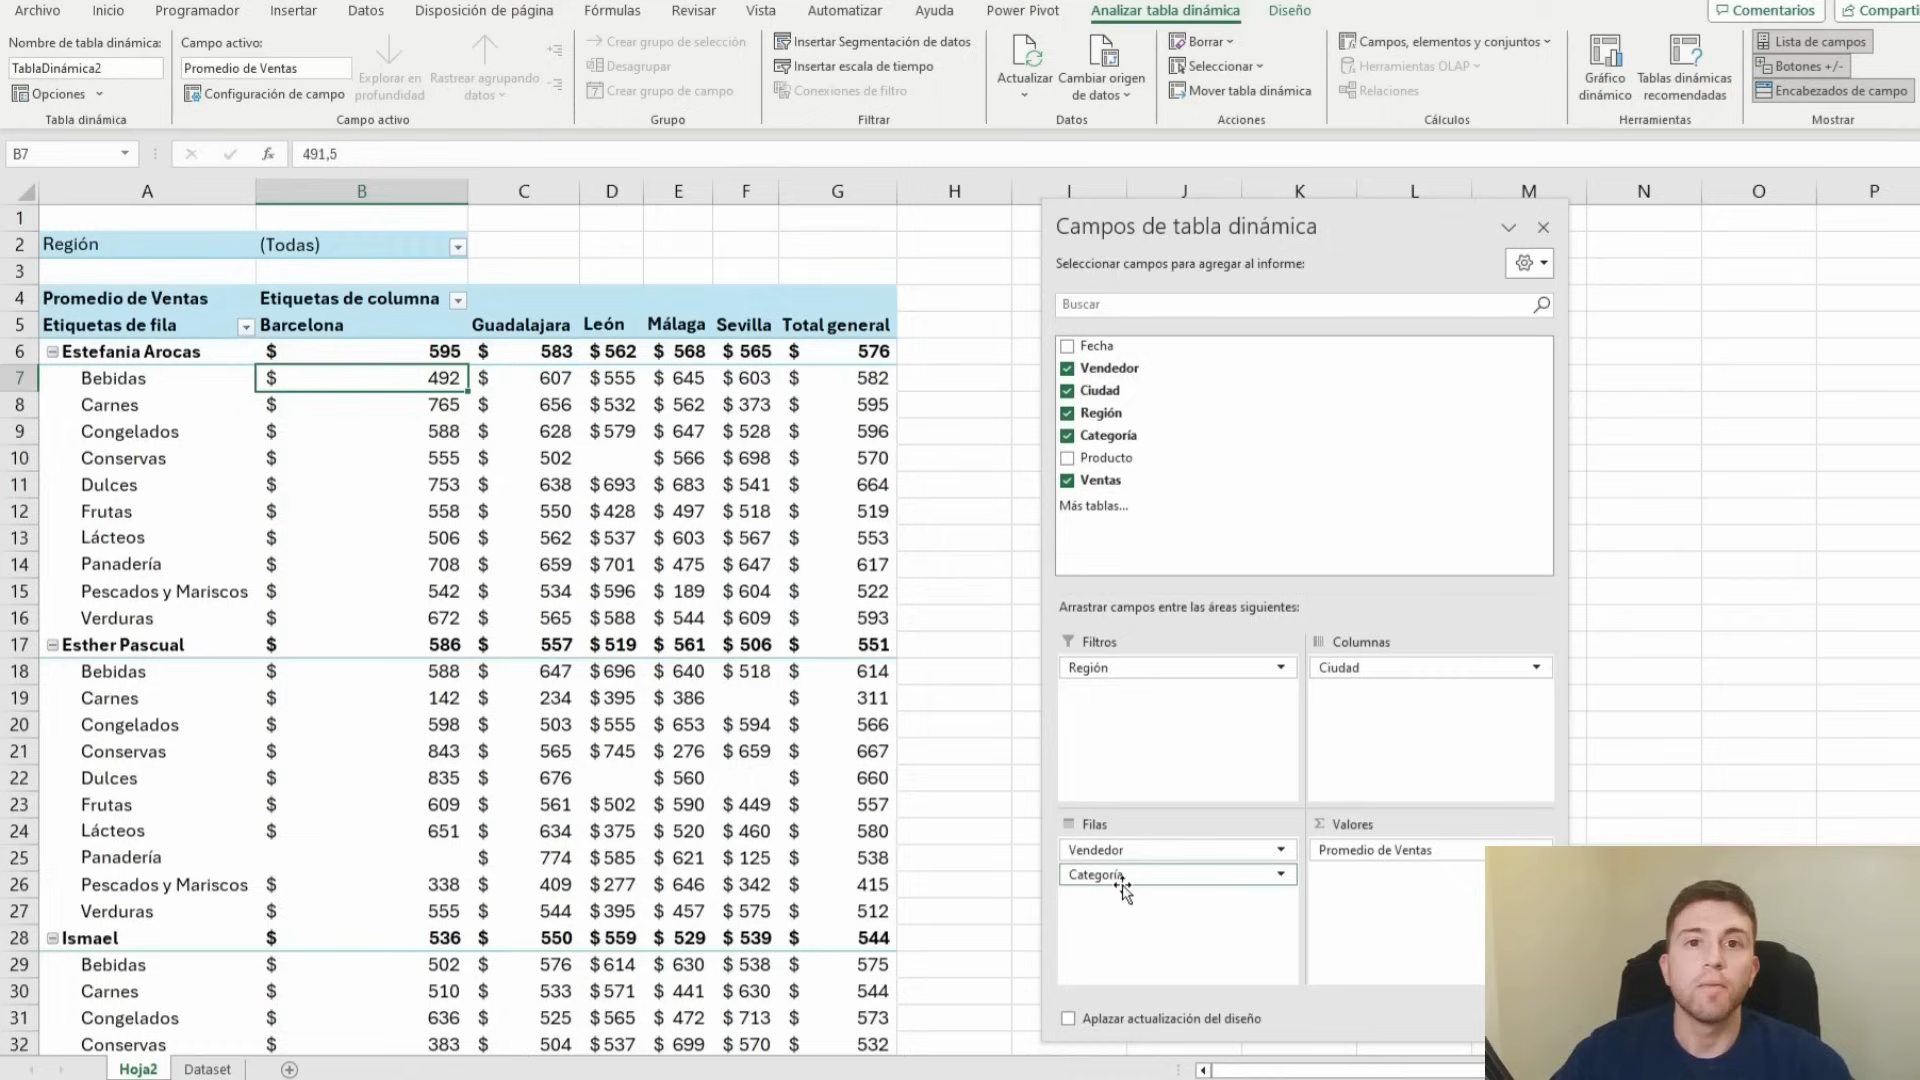 Archivo Inicio Programador Insertar Datos Disposición de página Fórmulas Revisar Vista Automatizar Ayuda Power Pivot Analizar tabla dinámica Diseño Comentarios Comparti
Nombre de tabla dinámica: Campo activo: Crear grupo de selección Insertar Segmentación de datos Borrar Campos, elementos y conjuntos Lista de campos
TablaDinámica2 Promedio de Ventas Explorar en profundidad Rastrear agrupando datos Desagrupar Insertar escala de tiempo Actualizar Cambiar origen de datos Seleccionar Herramientas OLAP Gráfico dinámico Tablas dinámicas recomendadas Botones +/-
Opciones Configuración de campo Crear grupo de campo Conexiones de filtro Mover tabla dinámica Relaciones Encabezados de campo
Tabla dinámica Campo activo Grupo Filtrar Datos Acciones Cálculos Herramientas Mostrar
B7 fx 491,5
A B C D E F G H I J K L M N O P
1
2 Región (Todas)
3
4 Promedio de Ventas Etiquetas de columna
5 Etiquetas de fila Barcelona Guadalajara León Málaga Sevilla Total general
6 Estefania Arocas $ 595 $ 583 $ 562 $ 568 $ 565 $ 576
7 Bebidas $ 492 $ 607 $ 555 $ 645 $ 603 $ 582
8 Carnes $ 765 $ 656 $ 532 $ 562 $ 373 $ 595
9 Congelados $ 588 $ 628 $ 579 $ 647 $ 528 $ 596
10 Conservas $ 555 $ 502 $ 566 $ 698 $ 570
11 Dulces $ 753 $ 638 $ 693 $ 683 $ 541 $ 664
12 Frutas $ 558 $ 550 $ 428 $ 497 $ 518 $ 519
13 Lácteos $ 506 $ 562 $ 537 $ 603 $ 567 $ 553
14 Panadería $ 708 $ 659 $ 701 $ 475 $ 647 $ 617
15 Pescados y Mariscos $ 542 $ 534 $ 596 $ 189 $ 604 $ 522
16 Verduras $ 672 $ 565 $ 588 $ 544 $ 609 $ 593
17 Esther Pascual $ 586 $ 557 $ 519 $ 561 $ 506 $ 551
18 Bebidas $ 588 $ 647 $ 696 $ 640 $ 518 $ 614
19 Carnes $ 142 $ 234 $ 395 $ 386 $ 311
20 Congelados $ 598 $ 503 $ 555 $ 653 $ 594 $ 566
21 Conservas $ 843 $ 565 $ 745 $ 276 $ 659 $ 667
22 Dulces $ 835 $ 676 $ 560 $ 660
23 Frutas $ 609 $ 561 $ 502 $ 590 $ 449 $ 557
24 Lácteos $ 651 $ 634 $ 375 $ 520 $ 460 $ 580
25 Panadería $ 774 $ 585 $ 621 $ 125 $ 538
26 Pescados y Mariscos $ 338 $ 409 $ 277 $ 646 $ 342 $ 415
27 Verduras $ 555 $ 544 $ 395 $ 457 $ 575 $ 512
28 Ismael $ 536 $ 550 $ 559 $ 529 $ 539 $ 544
29 Bebidas $ 502 $ 576 $ 614 $ 630 $ 538 $ 575
30 Carnes $ 510 $ 533 $ 571 $ 441 $ 630 $ 544
31 Congelados $ 636 $ 525 $ 565 $ 472 $ 713 $ 573
32 Conservas $ 383 $ 504 $ 537 $ 699 $ 570 $ 532
Hoja2 Dataset
Campos de tabla dinámica
Seleccionar campos para agregar al informe:
Buscar
Fecha
Vendedor
Ciudad
Región
Categoría
Producto
Ventas
Más tablas...
Arrastrar campos entre las áreas siguientes:
Filtros Columnas
Región Ciudad
Filas Σ Valores
Vendedor Promedio de Ventas
Categoría
Aplazar actualización del diseño